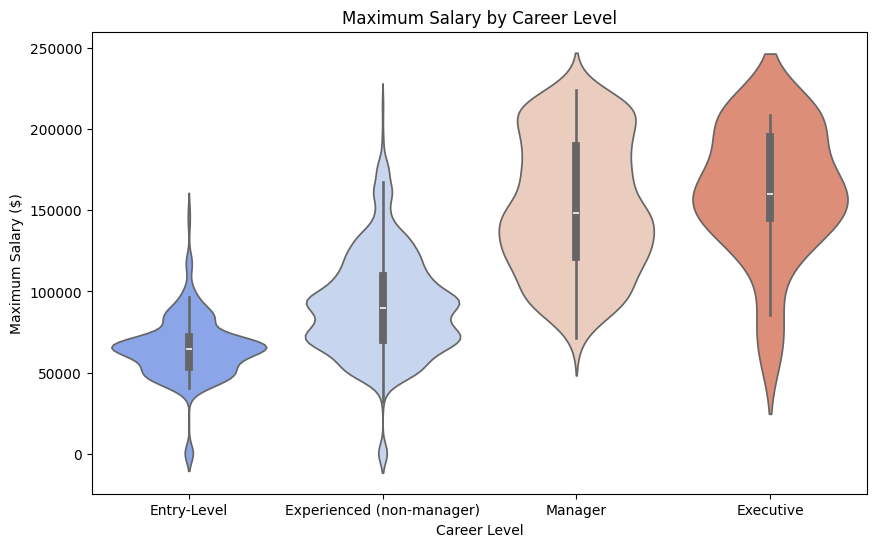 Maximum Salary by Career Level
Maximum Salary ($)
250000
200000
150000
100000
50000
0
Entry-Level
Experienced (non-manager)
Manager
Executive
Career Level